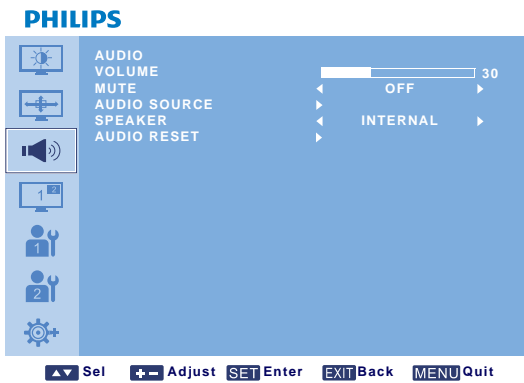 PHILIPS
AUDIO
VOLUME 30
MUTE OFF
AUDIO SOURCE
SPEAKER INTERNAL
AUDIO RESET
1 2
1
2
Sel + - Adjust SET Enter EXIT Back MENU Quit